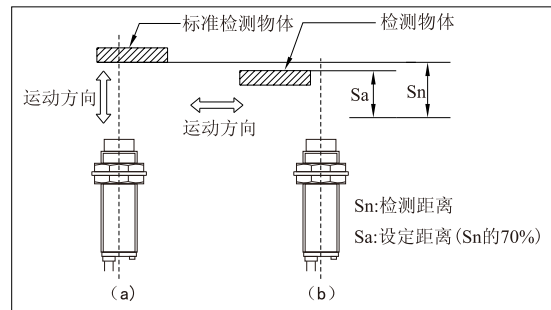 标准检测物体
检测物体
运动方向
运动方向
Sa
Sn
Sn:检测距离
Sa:设定距离(Sn的70%)
(a)
(b)